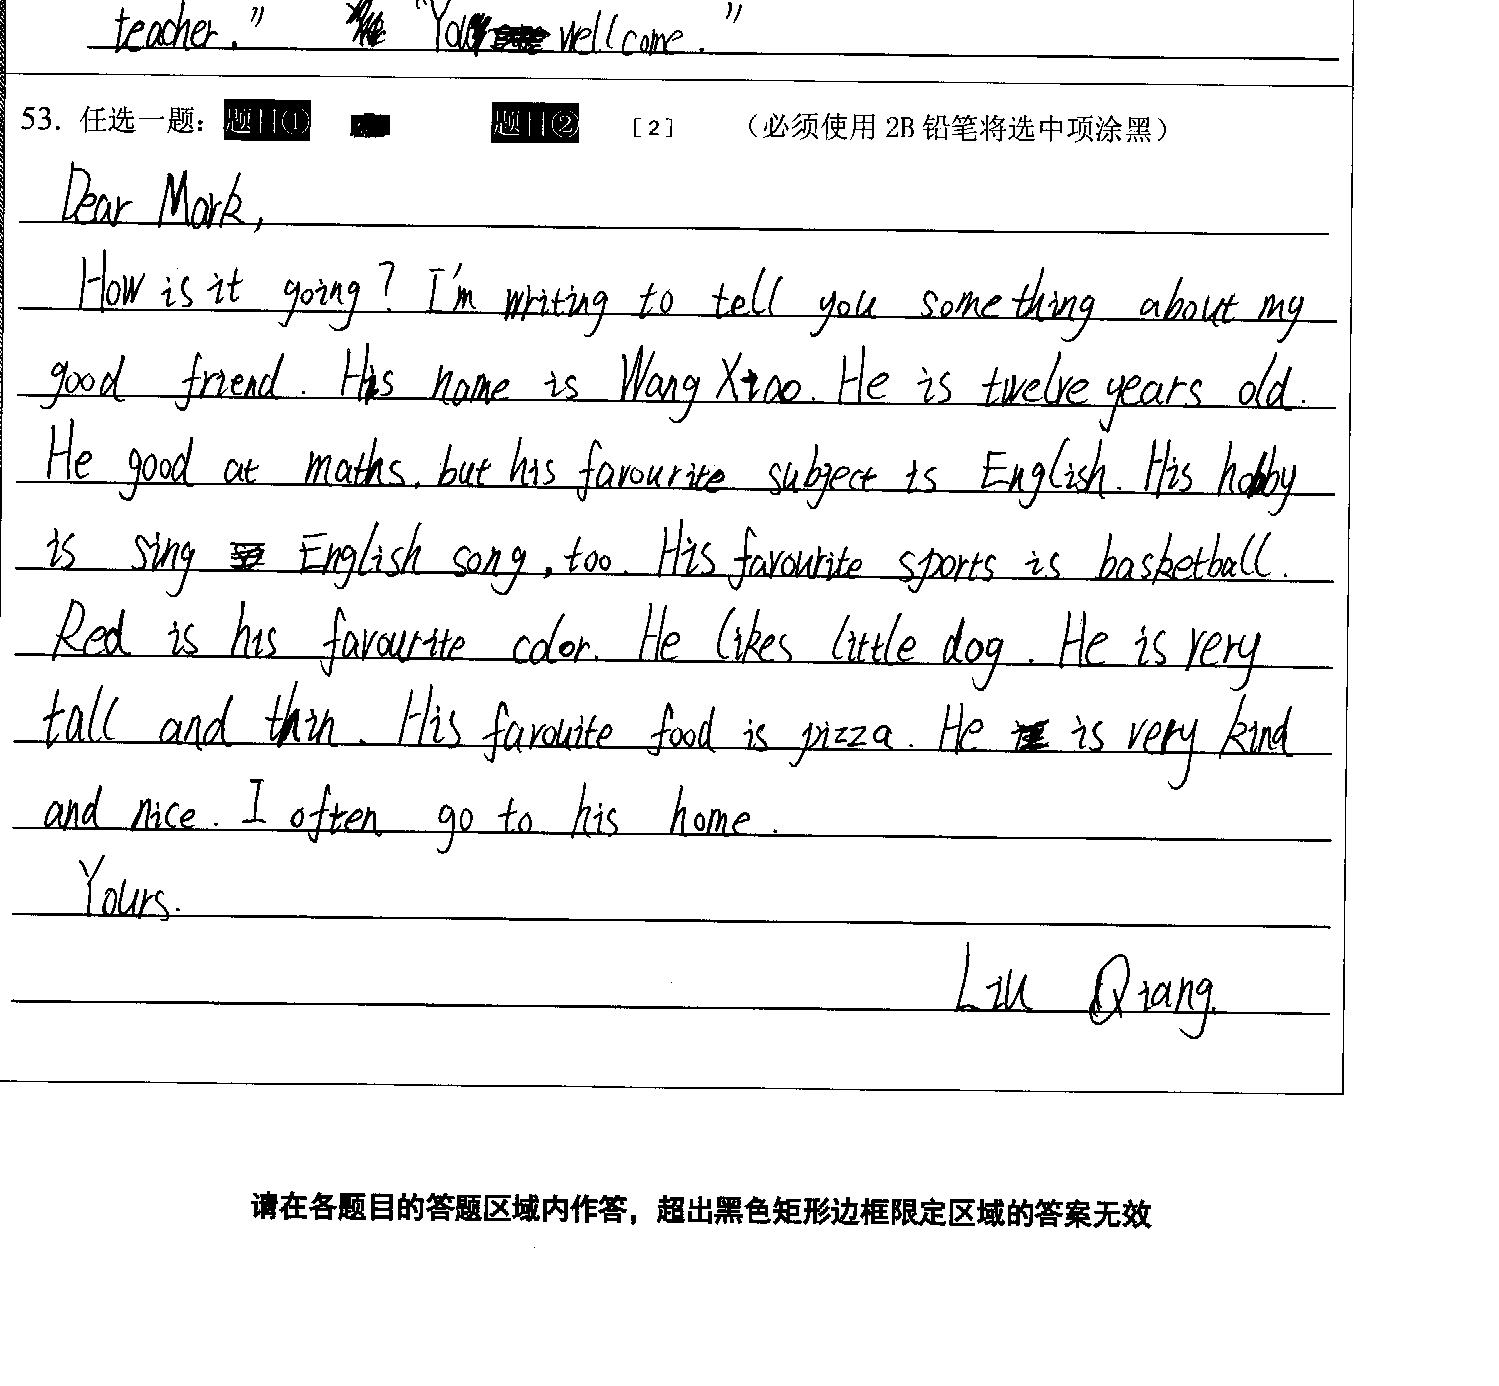 teacher." "You wellcome."
53. 任选一题: 题目① 题目② [2] (必须使用 2B 铅笔将选中项涂黑)
Dear Mark,
How is it going? I'm writing to tell you something about my
good friend. His name is Wang Xiao. He is twelve years old.
He good at maths, but his favourite subject is English. His hobby
is sing English song, too. His favourite sports is basketball.
Red is his favourite color. He likes little dog. He is very
tall and thin. His favouite food is pizza. He is very kind
and nice. I often go to his home.
Yours.
Liu Qiang.
请在各题目的答题区域内作答，超出黑色矩形边框限定区域的答案无效